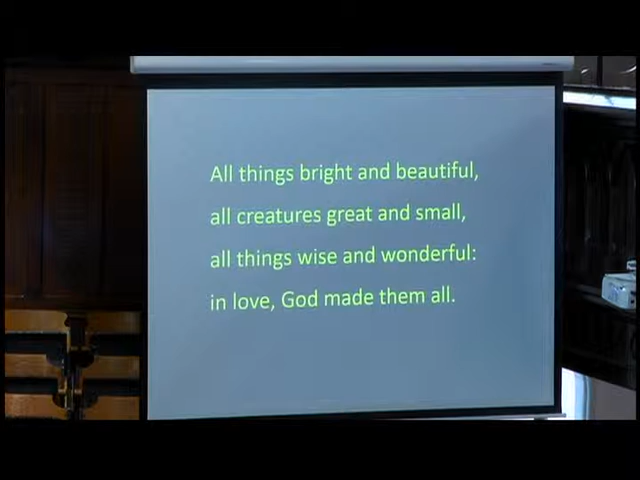 All things bright and beautiful,
all creatures great and small,
all things wise and wonderful:
in love, God made them all.